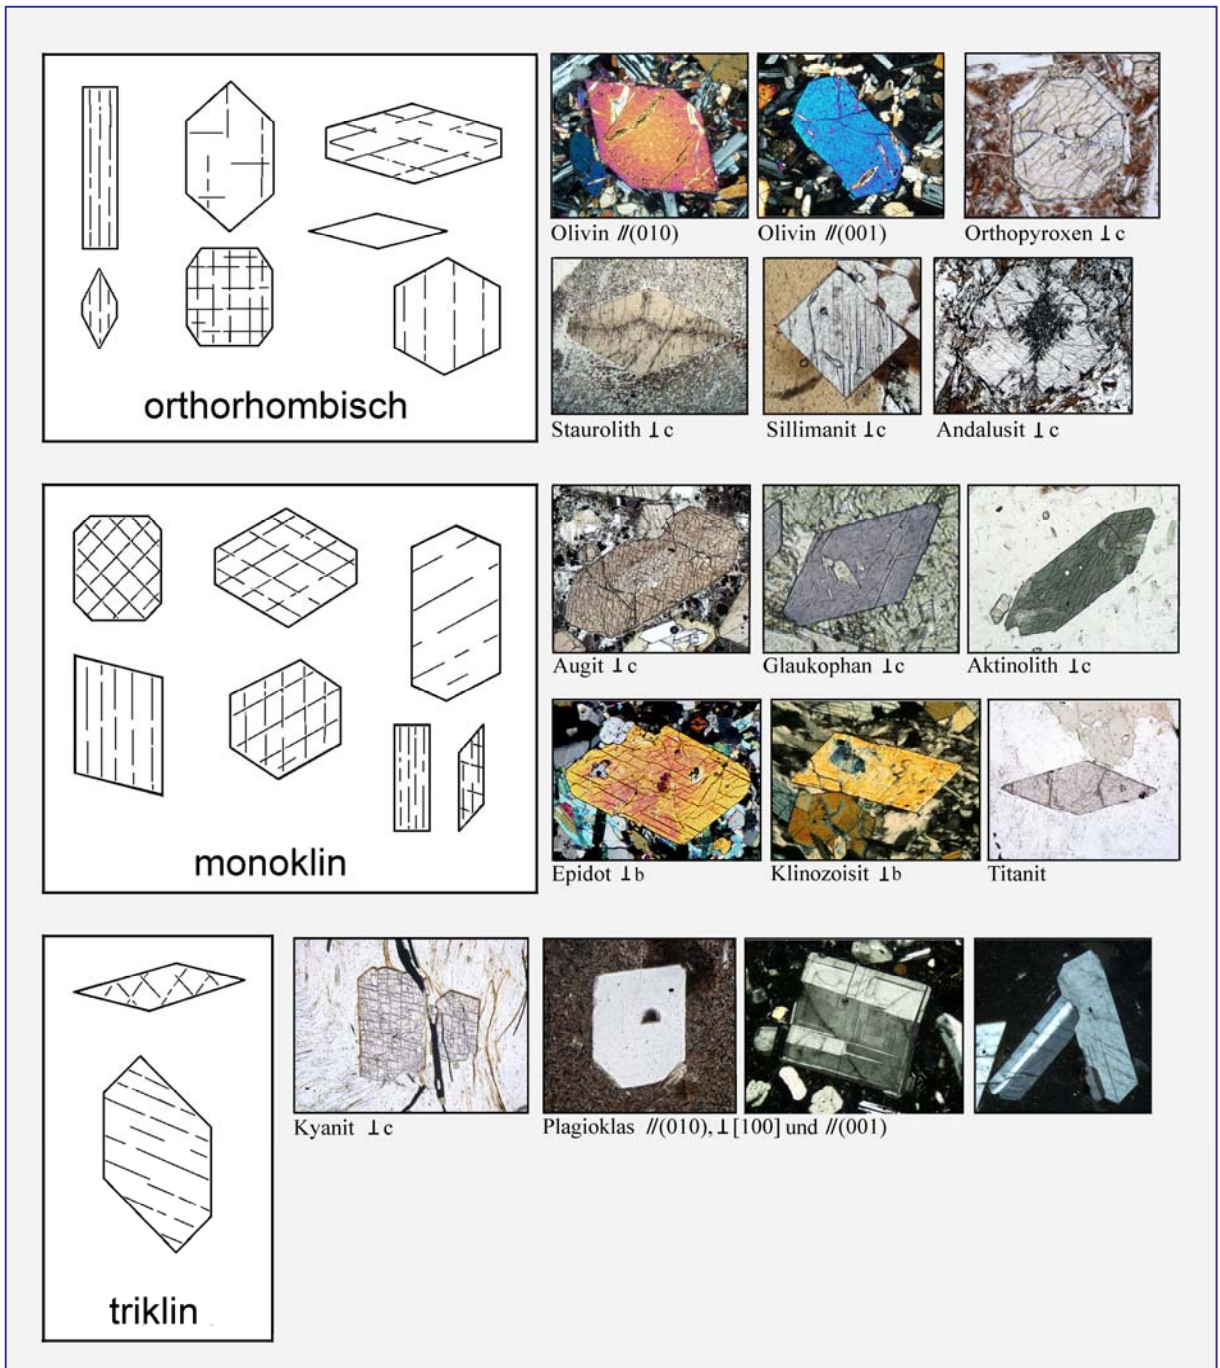 Olivin //(010)
Olivin //(001)
Orthopyroxen ⊥ c
orthorhombisch
Staurolith ⊥ c
Sillimanit ⊥ c
Andalusit ⊥ c
Augit ⊥ c
Glaukophan ⊥ c
Aktinolith ⊥ c
monoklin
Epidot ⊥ b
Klinozoisit ⊥ b
Titanit
Kyanit ⊥ c
Plagioklas //(010), ⊥ [100] und //(001)
triklin